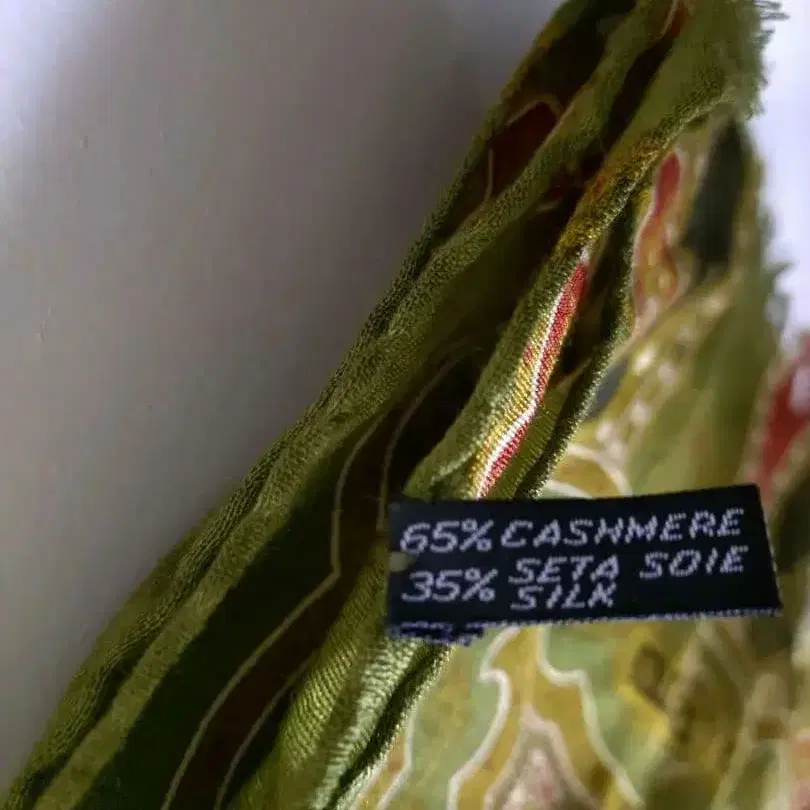 65% CASHMERE
35% SETA SOIE
SILK